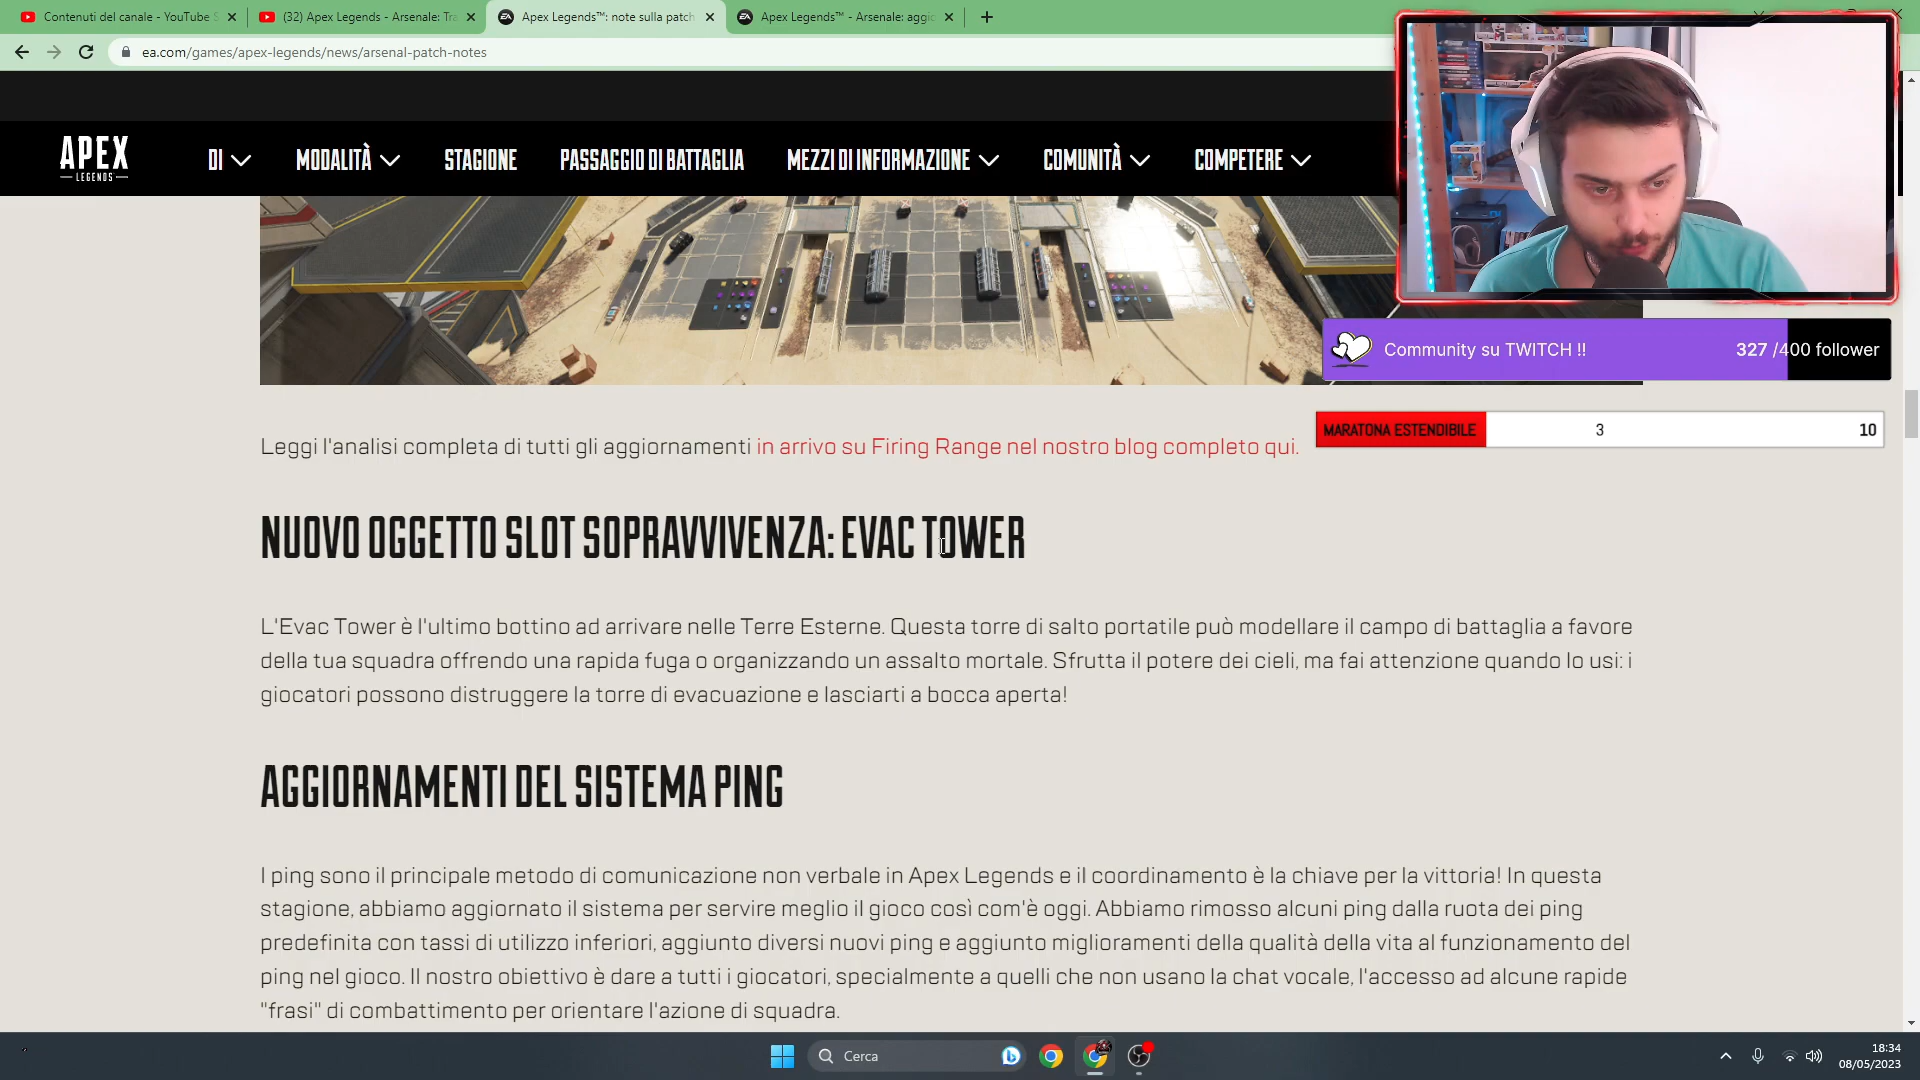 Contenuti del canale - YouTube S
(32) Apex Legends - Arsenale: Tra
Apex Legends™: note sulla patch
Apex Legends™ - Arsenale: aggio
ea.com/games/apex-legends/news/arsenal-patch-notes
APEX
LEGENDS
DI
MODALITÀ
STAGIONE
PASSAGGIO DI BATTAGLIA
MEZZI DI INFORMAZIONE
COMUNITÀ
COMPETERE
Community su TWITCH !!
327 /400 follower
MARATONA ESTENDIBILE
3
10
Leggi l'analisi completa di tutti gli aggiornamenti in arrivo su Firing Range nel nostro blog completo qui.
NUOVO OGGETTO SLOT SOPRAVVIVENZA: EVAC TOWER
L'Evac Tower è l'ultimo bottino ad arrivare nelle Terre Esterne. Questa torre di salto portatile può modellare il campo di battaglia a favore
della tua squadra offrendo una rapida fuga o organizzando un assalto mortale. Sfrutta il potere dei cieli, ma fai attenzione quando lo usi: i
giocatori possono distruggere la torre di evacuazione e lasciarti a bocca aperta!
AGGIORNAMENTI DEL SISTEMA PING
I ping sono il principale metodo di comunicazione non verbale in Apex Legends e il coordinamento è la chiave per la vittoria! In questa
stagione, abbiamo aggiornato il sistema per servire meglio il gioco così com'è oggi. Abbiamo rimosso alcuni ping dalla ruota dei ping
predefinita con tassi di utilizzo inferiori, aggiunto diversi nuovi ping e aggiunto miglioramenti della qualità della vita al funzionamento del
ping nel gioco. Il nostro obiettivo è dare a tutti i giocatori, specialmente a quelli che non usano la chat vocale, l'accesso ad alcune rapide
"frasi" di combattimento per orientare l'azione di squadra.
Cerca
18:34
08/05/2023